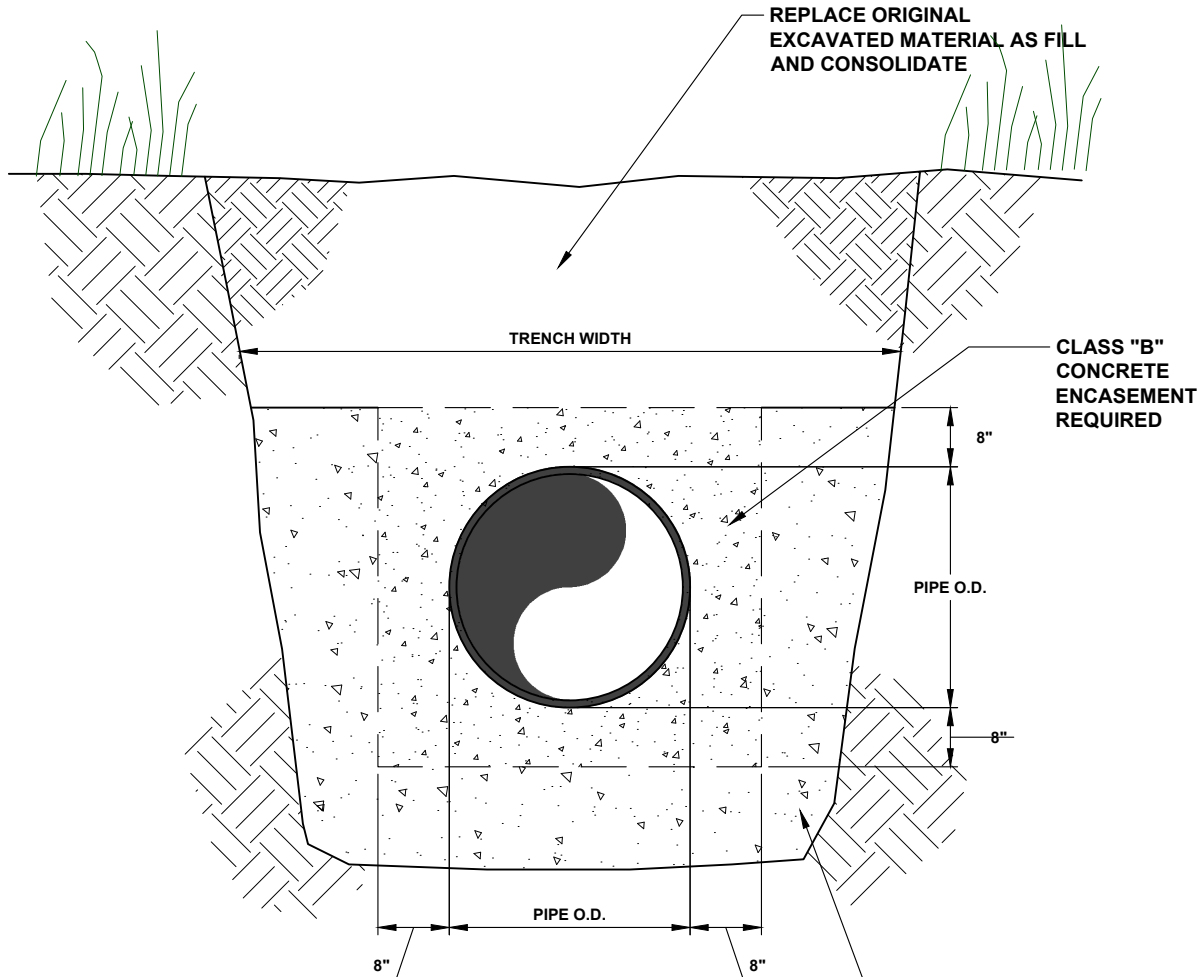 REPLACE ORIGINAL
EXCAVATED MATERIAL AS FILL
AND CONSOLIDATE
TRENCH WIDTH
CLASS "B"
CONCRETE
ENCASEMENT
REQUIRED
8"
PIPE O.D.
8"
PIPE O.D.
8"
8"